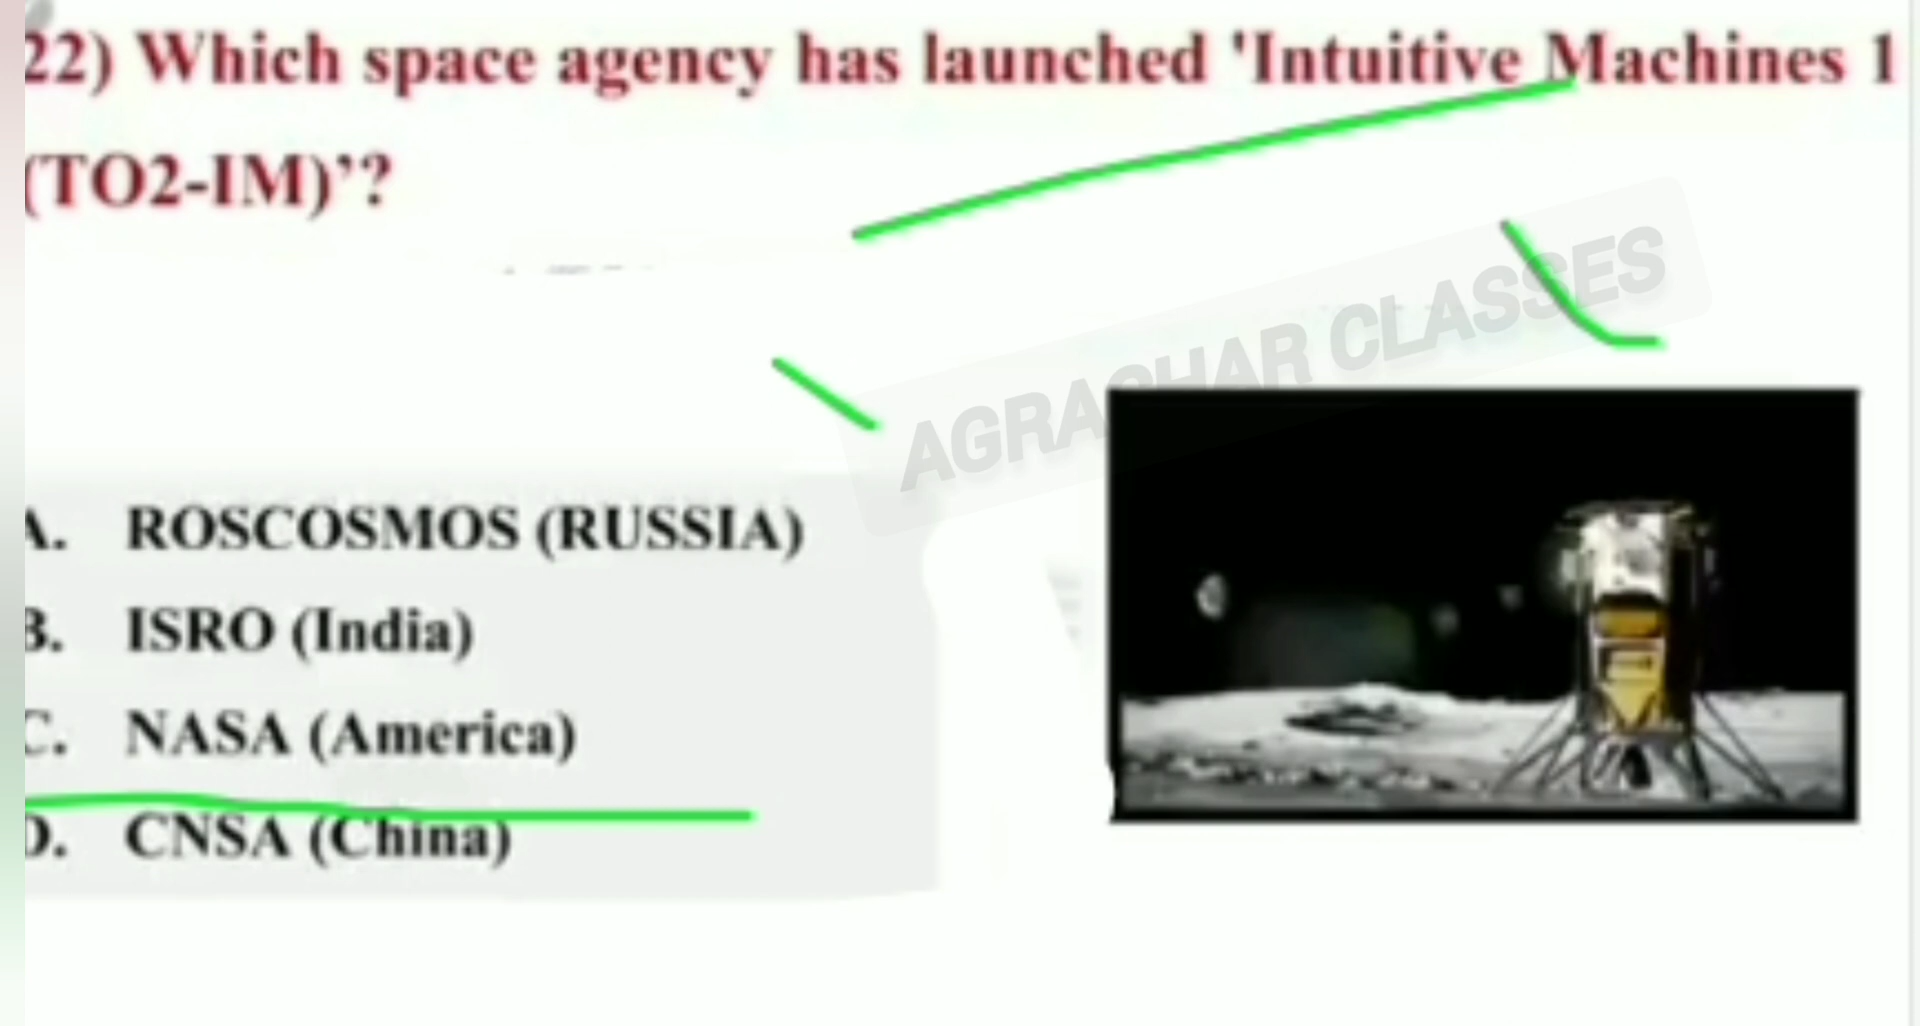 22) Which space agency has launched 'Intuitive Machines 1
(TO2-IM)’?
AGRACHAR CLASSES
A. ROSCOSMOS (RUSSIA)
B. ISRO (India)
C. NASA (America)
D. CNSA (China)